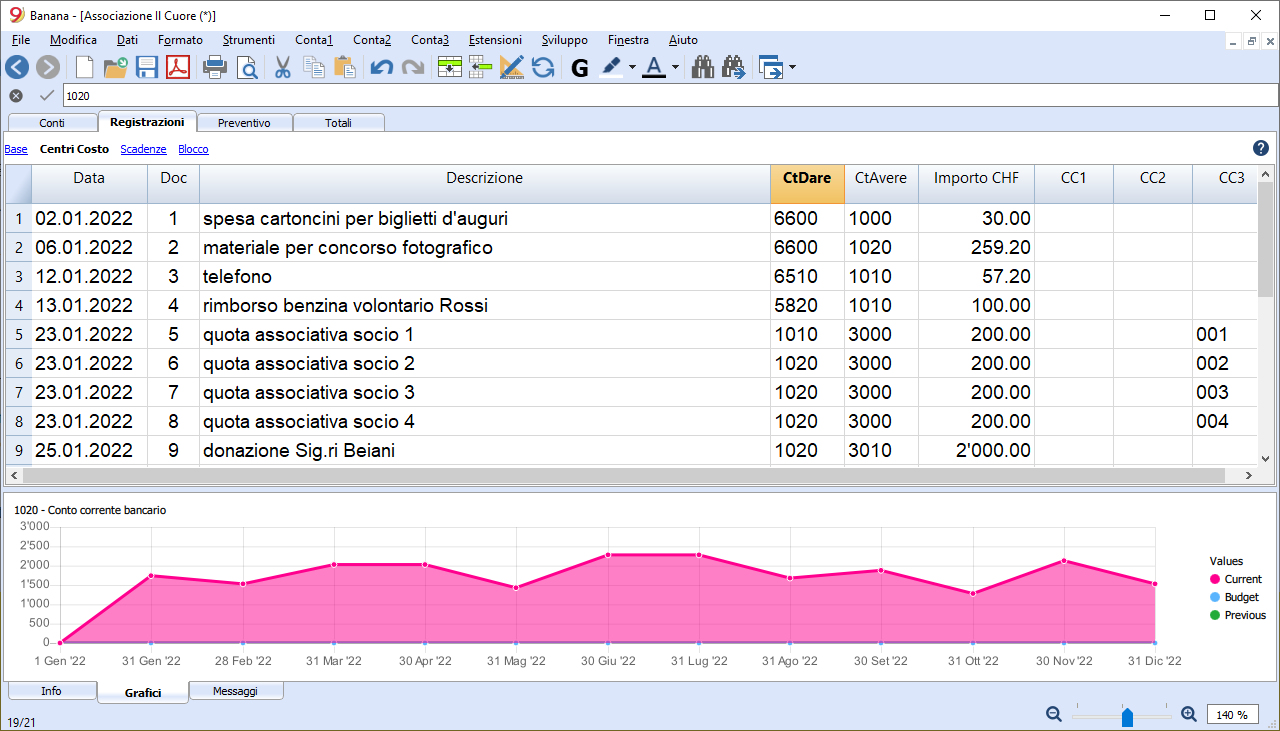 9 Banana - [Associazione Il Cuore (*)]
File Modifica Dati Formato Strumenti Conta1 Conta2 Conta3 Estensioni Sviluppo Finestra Aiuto
G A
1020
Conti Registrazioni Preventivo Totali
Base Centri Costo Scadenze Blocco ?
Data Doc Descrizione CtDare CtAvere Importo CHF CC1 CC2 CC3
1 02.01.2022 1 spesa cartoncini per biglietti d'auguri 6600 1000 30.00
2 06.01.2022 2 materiale per concorso fotografico 6600 1020 259.20
3 12.01.2022 3 telefono 6510 1010 57.20
4 13.01.2022 4 rimborso benzina volontario Rossi 5820 1010 100.00
5 23.01.2022 5 quota associativa socio 1 1010 3000 200.00 001
6 23.01.2022 6 quota associativa socio 2 1020 3000 200.00 002
7 23.01.2022 7 quota associativa socio 3 1020 3000 200.00 003
8 23.01.2022 8 quota associativa socio 4 1020 3000 200.00 004
9 25.01.2022 9 donazione Sig.ri Beiani 1020 3010 2'000.00
1020 - Conto corrente bancario
3'000
2'500
2'000
1'500
1'000
500
0
1 Gen '22 31 Gen '22 28 Feb '22 31 Mar '22 30 Apr '22 31 Mag '22 30 Giu '22 31 Lug '22 31 Ago '22 30 Set '22 31 Ott '22 30 Nov '22 31 Dic '22
Values
Current
Budget
Previous
Info Grafici Messaggi
19/21 140 %